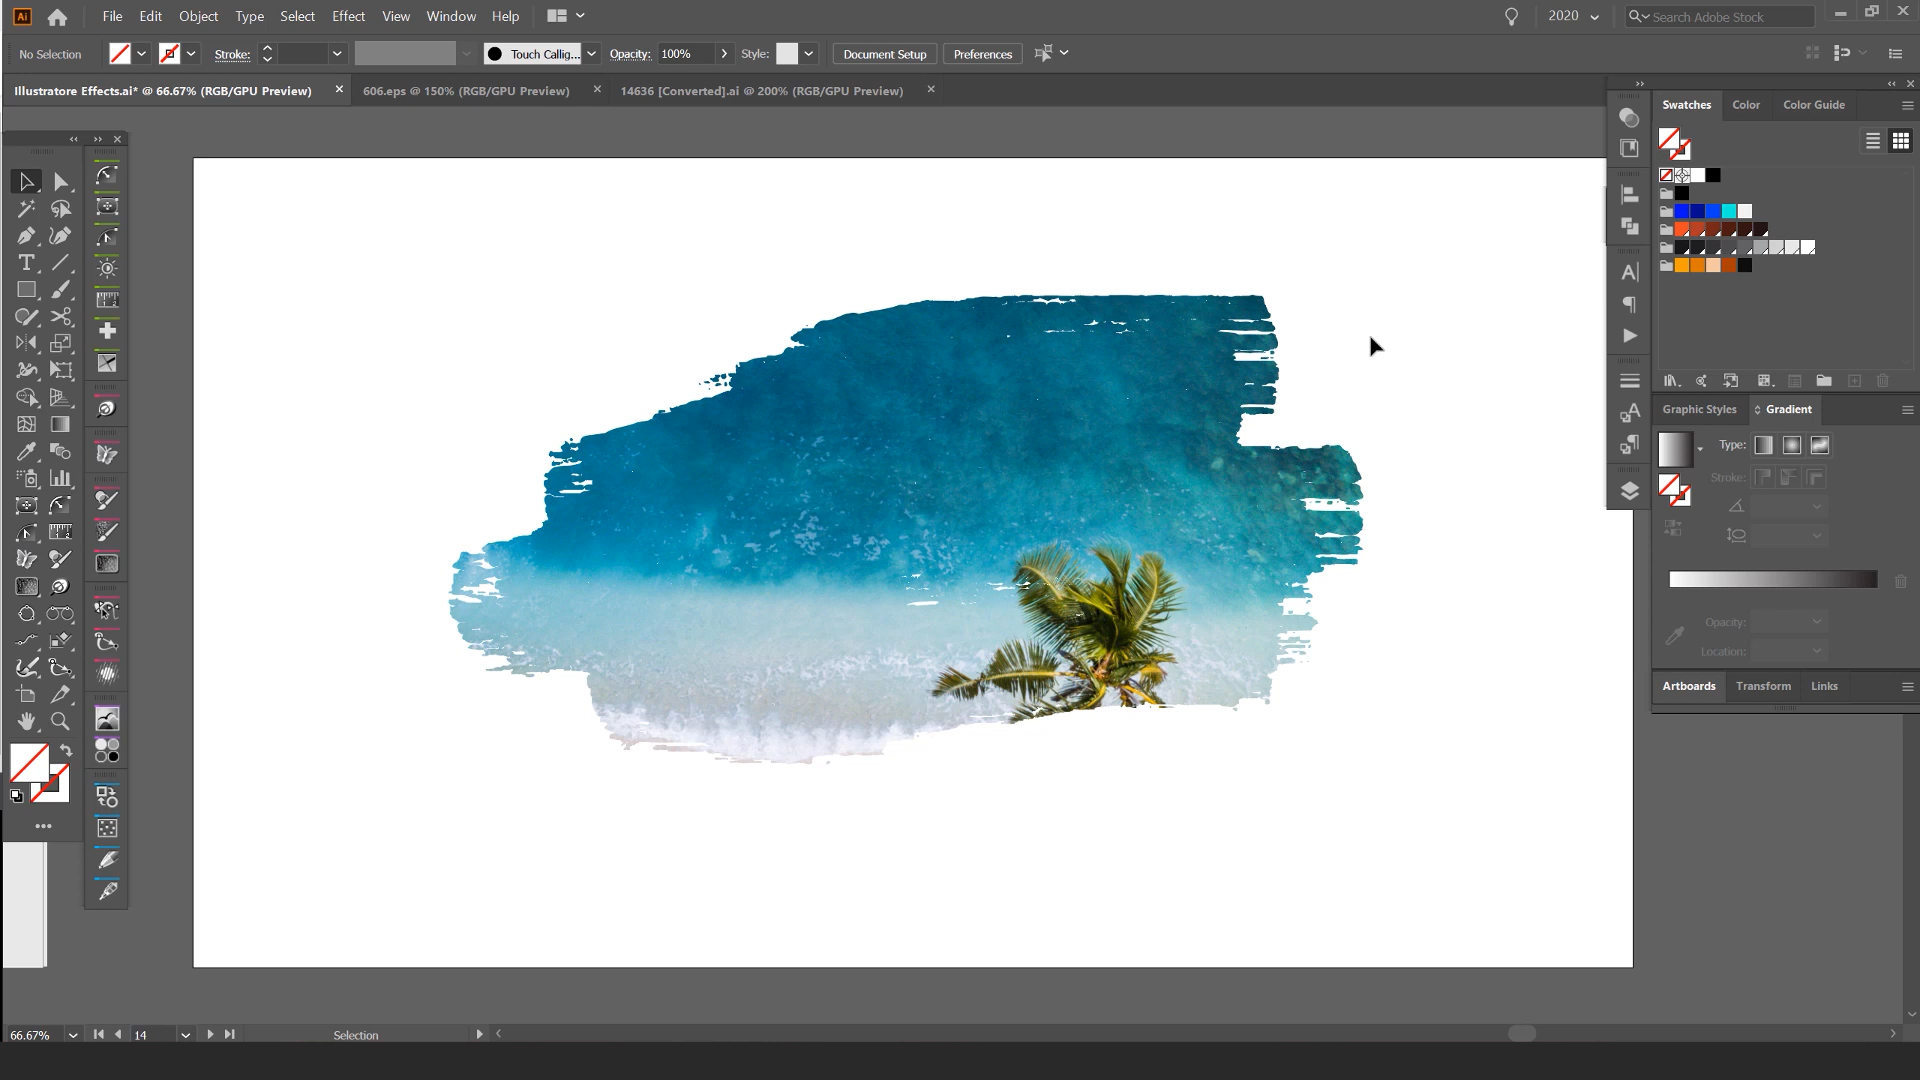 Ai File Edit Object Type Select Effect View Window Help 2020 Search Adobe Stock
No Selection Stroke: Touch Callig... Opacity: 100% Style: Document Setup Preferences
Illustratore Effects.ai* @ 66.67% (RGB/GPU Preview) 606.eps @ 150% (RGB/GPU Preview) 14636 [Converted].ai @ 200% (RGB/GPU Preview)
Swatches Color Color Guide
Graphic Styles Gradient
Type:
Stroke:
Opacity:
Location:
Artboards Transform Links
66.67% 14 Selection